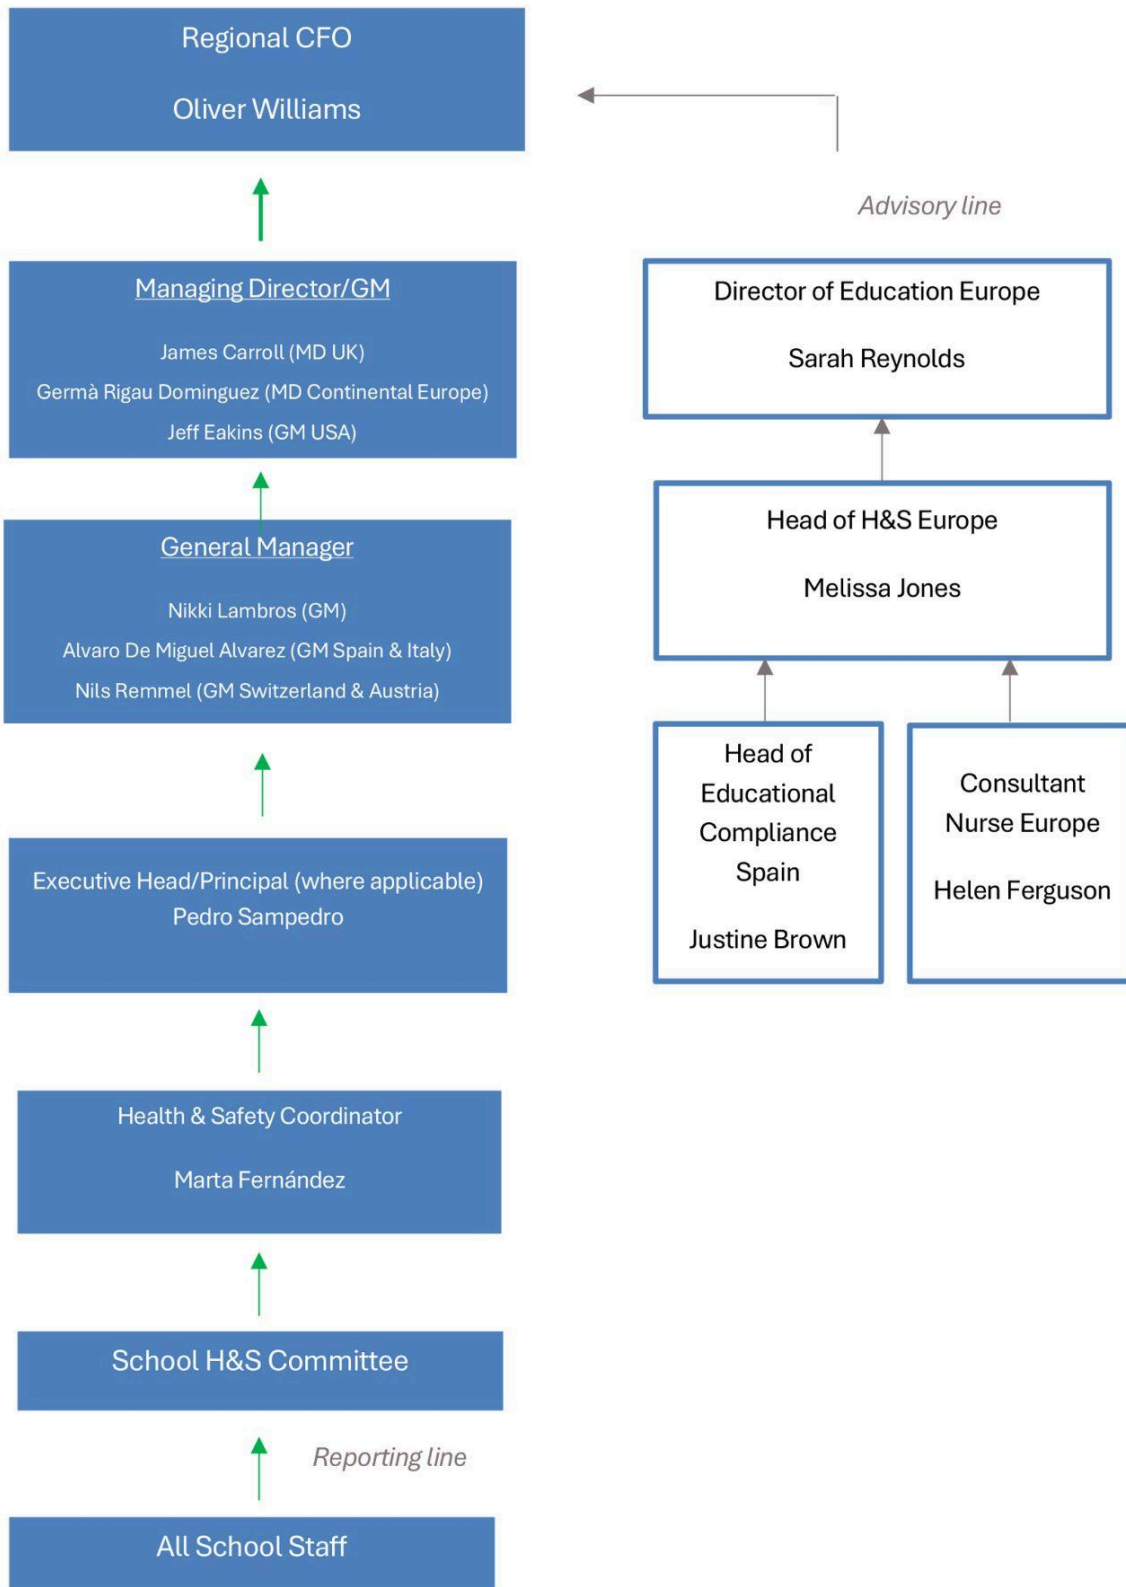 Regional CFO
Oliver Williams
Advisory line
Managing Director/GM
James Carroll (MD UK)
Germà Rigau Dominguez (MD Continental Europe)
Jeff Eakins (GM USA)
Director of Education Europe
Sarah Reynolds
General Manager
Nikki Lambros (GM)
Alvaro De Miguel Alvarez (GM Spain & Italy)
Nils Remmel (GM Switzerland & Austria)
Head of H&S Europe
Melissa Jones
Head of
Educational
Compliance
Spain
Justine Brown
Consultant
Nurse Europe
Helen Ferguson
Executive Head/Principal (where applicable)
Pedro Sampedro
Health & Safety Coordinator
Marta Fernández
School H&S Committee
Reporting line
All School Staff